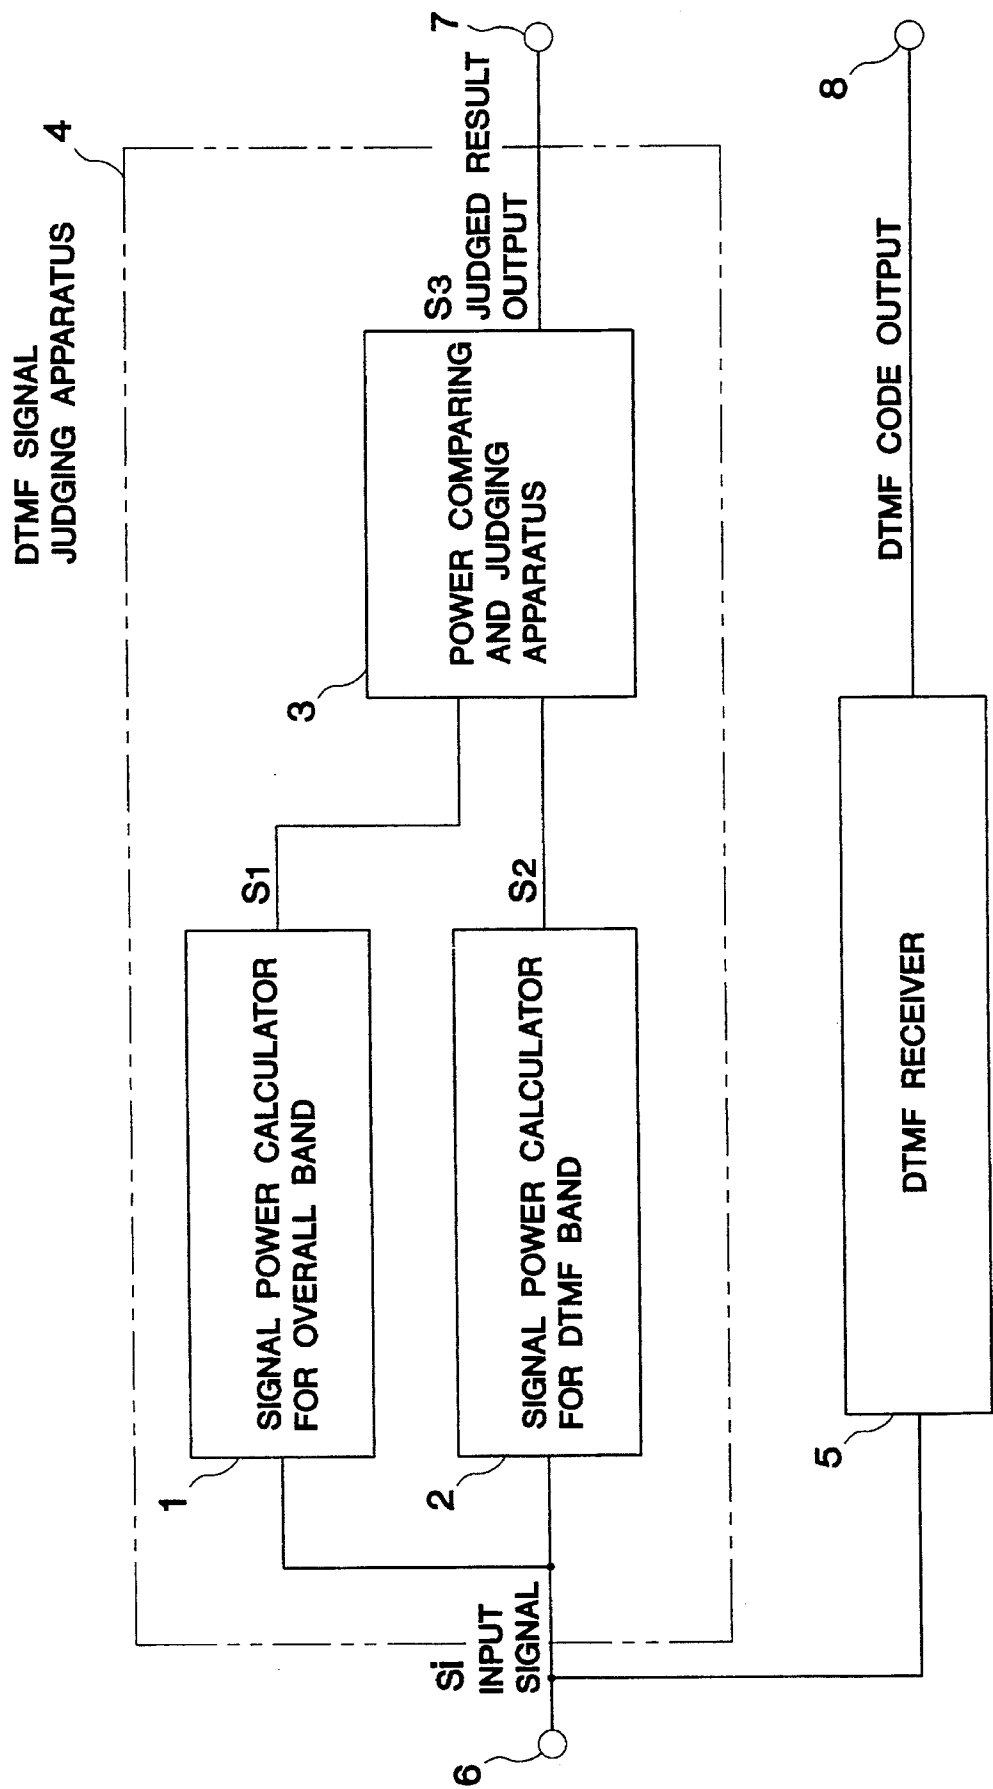 DTMF SIGNAL
JUDGING APPARATUS
4
1
SIGNAL POWER CALCULATOR
FOR OVERALL BAND
S1
3
POWER COMPARING
AND JUDGING
APPARATUS
S3
JUDGED RESULT
OUTPUT
7
6
Si
INPUT
SIGNAL
2
SIGNAL POWER CALCULATOR
FOR DTMF BAND
S2
5
DTMF RECEIVER
DTMF CODE OUTPUT
8